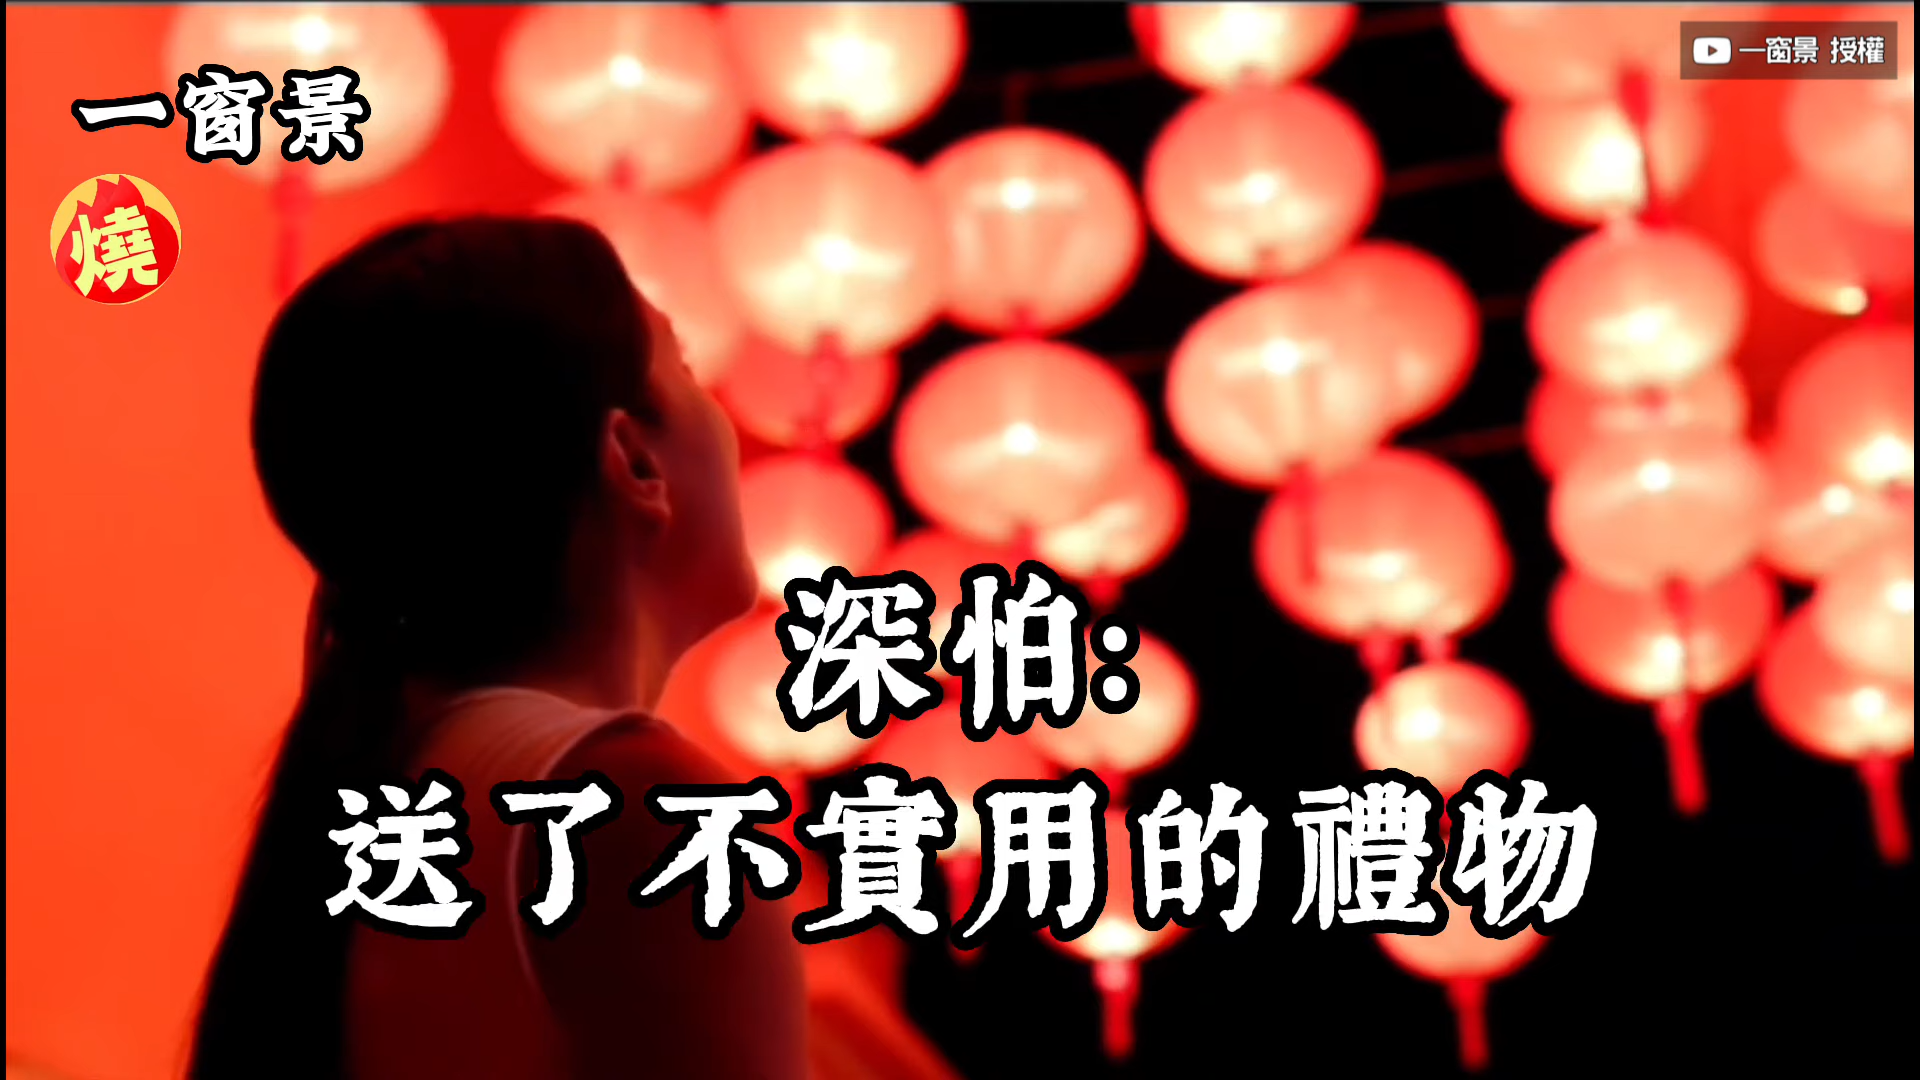 一窗景 授權
一窗景
燒
深怕:
送了不實用的禮物